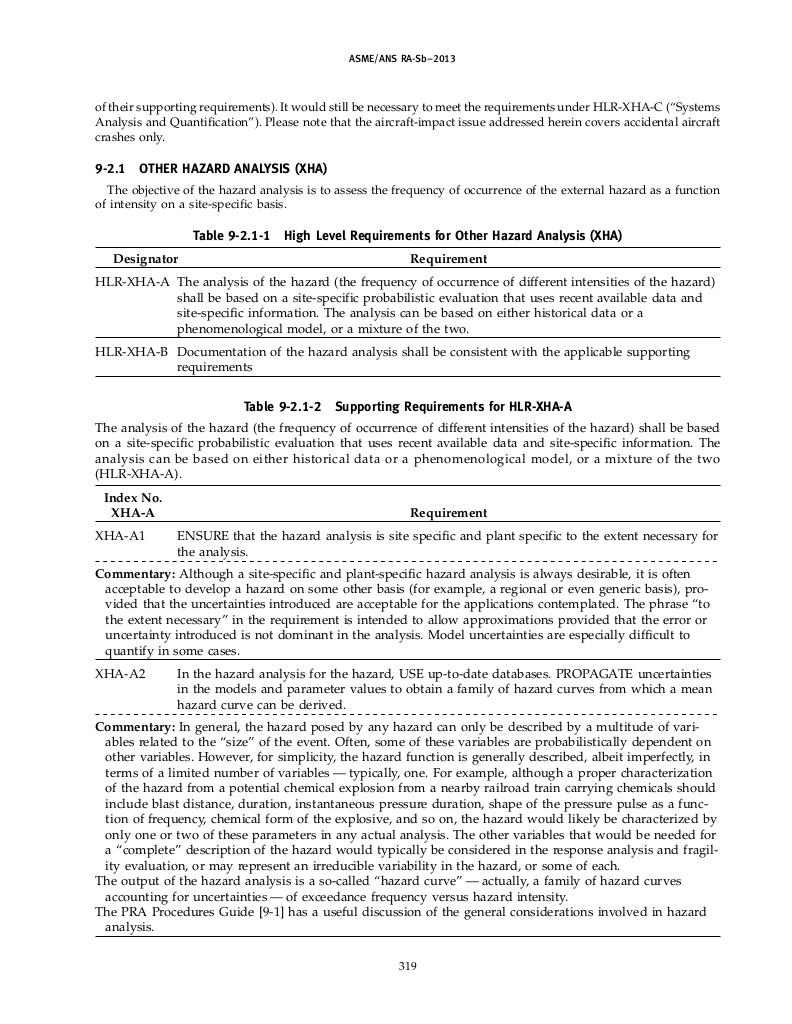 ASME/ANS RA-Sb–2013
of their supporting requirements). It would still be necessary to meet the requirements under HLR-XHA-C (“Systems
Analysis and Quantification”). Please note that the aircraft-impact issue addressed herein covers accidental aircraft
crashes only.
9-2.1 OTHER HAZARD ANALYSIS (XHA)
The objective of the hazard analysis is to assess the frequency of occurrence of the external hazard as a function
of intensity on a site-specific basis.
Table 9-2.1-1 High Level Requirements for Other Hazard Analysis (XHA)
Designator Requirement
HLR-XHA-A The analysis of the hazard (the frequency of occurrence of different intensities of the hazard)
shall be based on a site-specific probabilistic evaluation that uses recent available data and
site-specific information. The analysis can be based on either historical data or a
phenomenological model, or a mixture of the two.
HLR-XHA-B Documentation of the hazard analysis shall be consistent with the applicable supporting
requirements
Table 9-2.1-2 Supporting Requirements for HLR-XHA-A
The analysis of the hazard (the frequency of occurrence of different intensities of the hazard) shall be based
on a site-specific probabilistic evaluation that uses recent available data and site-specific information. The
analysis can be based on either historical data or a phenomenological model, or a mixture of the two
(HLR-XHA-A).
Index No.
XHA-A Requirement
XHA-A1 ENSURE that the hazard analysis is site specific and plant specific to the extent necessary for
the analysis.
Commentary: Although a site-specific and plant-specific hazard analysis is always desirable, it is often
acceptable to develop a hazard on some other basis (for example, a regional or even generic basis), pro-
vided that the uncertainties introduced are acceptable for the applications contemplated. The phrase “to
the extent necessary” in the requirement is intended to allow approximations provided that the error or
uncertainty introduced is not dominant in the analysis. Model uncertainties are especially difficult to
quantify in some cases.
XHA-A2 In the hazard analysis for the hazard, USE up-to-date databases. PROPAGATE uncertainties
in the models and parameter values to obtain a family of hazard curves from which a mean
hazard curve can be derived.
Commentary: In general, the hazard posed by any hazard can only be described by a multitude of vari-
ables related to the “size” of the event. Often, some of these variables are probabilistically dependent on
other variables. However, for simplicity, the hazard function is generally described, albeit imperfectly, in
terms of a limited number of variables — typically, one. For example, although a proper characterization
of the hazard from a potential chemical explosion from a nearby railroad train carrying chemicals should
include blast distance, duration, instantaneous pressure duration, shape of the pressure pulse as a func-
tion of frequency, chemical form of the explosive, and so on, the hazard would likely be characterized by
only one or two of these parameters in any actual analysis. The other variables that would be needed for
a “complete” description of the hazard would typically be considered in the response analysis and fragil-
ity evaluation, or may represent an irreducible variability in the hazard, or some of each.
The output of the hazard analysis is a so-called “hazard curve” — actually, a family of hazard curves
accounting for uncertainties — of exceedance frequency versus hazard intensity.
The PRA Procedures Guide [9-1] has a useful discussion of the general considerations involved in hazard
analysis.
319